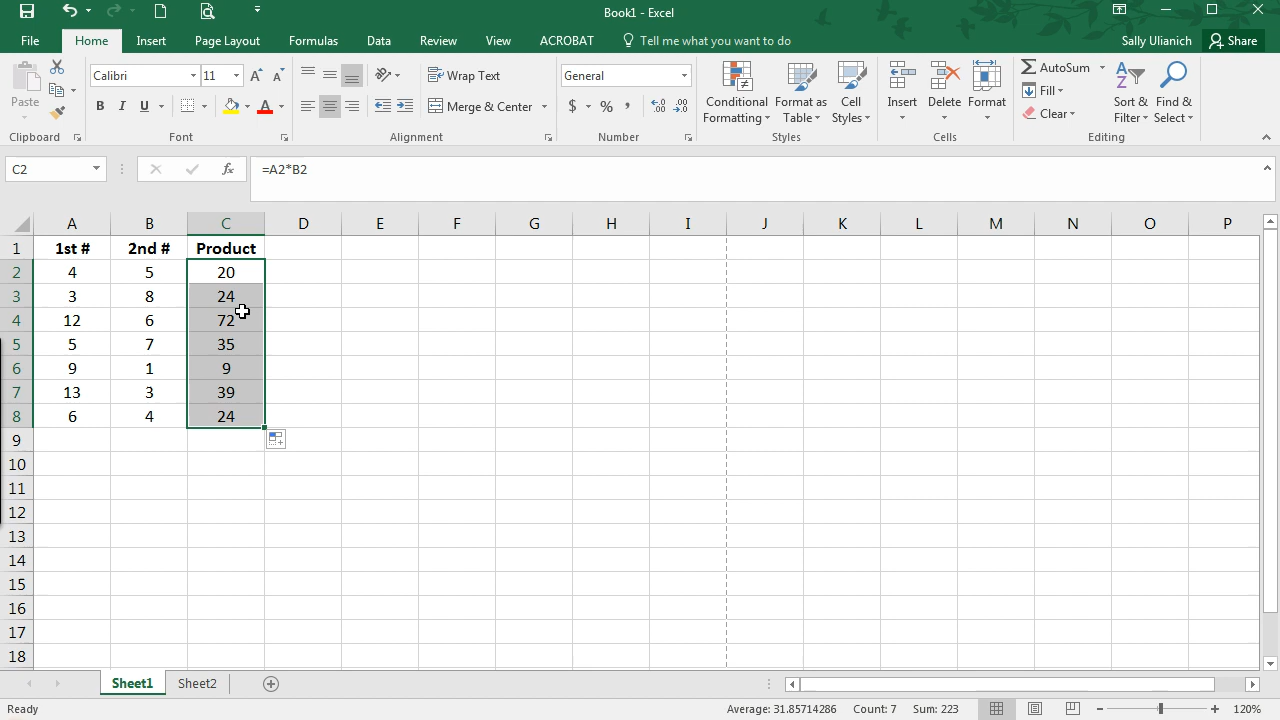 Book1 - Excel
File Home Insert Page Layout Formulas Data Review View ACROBAT Tell me what you want to do Sally Ulianich Share
Paste
Clipboard
Calibri 11
B I U A
Font
Wrap Text
Merge & Center
Alignment
General
$ % ,
Number
Conditional Formatting
Format as Table
Cell Styles
Styles
Insert Delete Format
Cells
AutoSum
Fill
Clear
Sort & Filter
Find & Select
Editing
C2 fx =A2*B2
A B C D E F G H I J K L M N O P
1 1st # 2nd # Product
2 4 5 20
3 3 8 24
4 12 6 72
5 5 7 35
6 9 1 9
7 13 3 39
8 6 4 24
9
10
11
12
13
14
15
16
17
18
Sheet1 Sheet2
Ready Average: 31.85714286 Count: 7 Sum: 223 120%